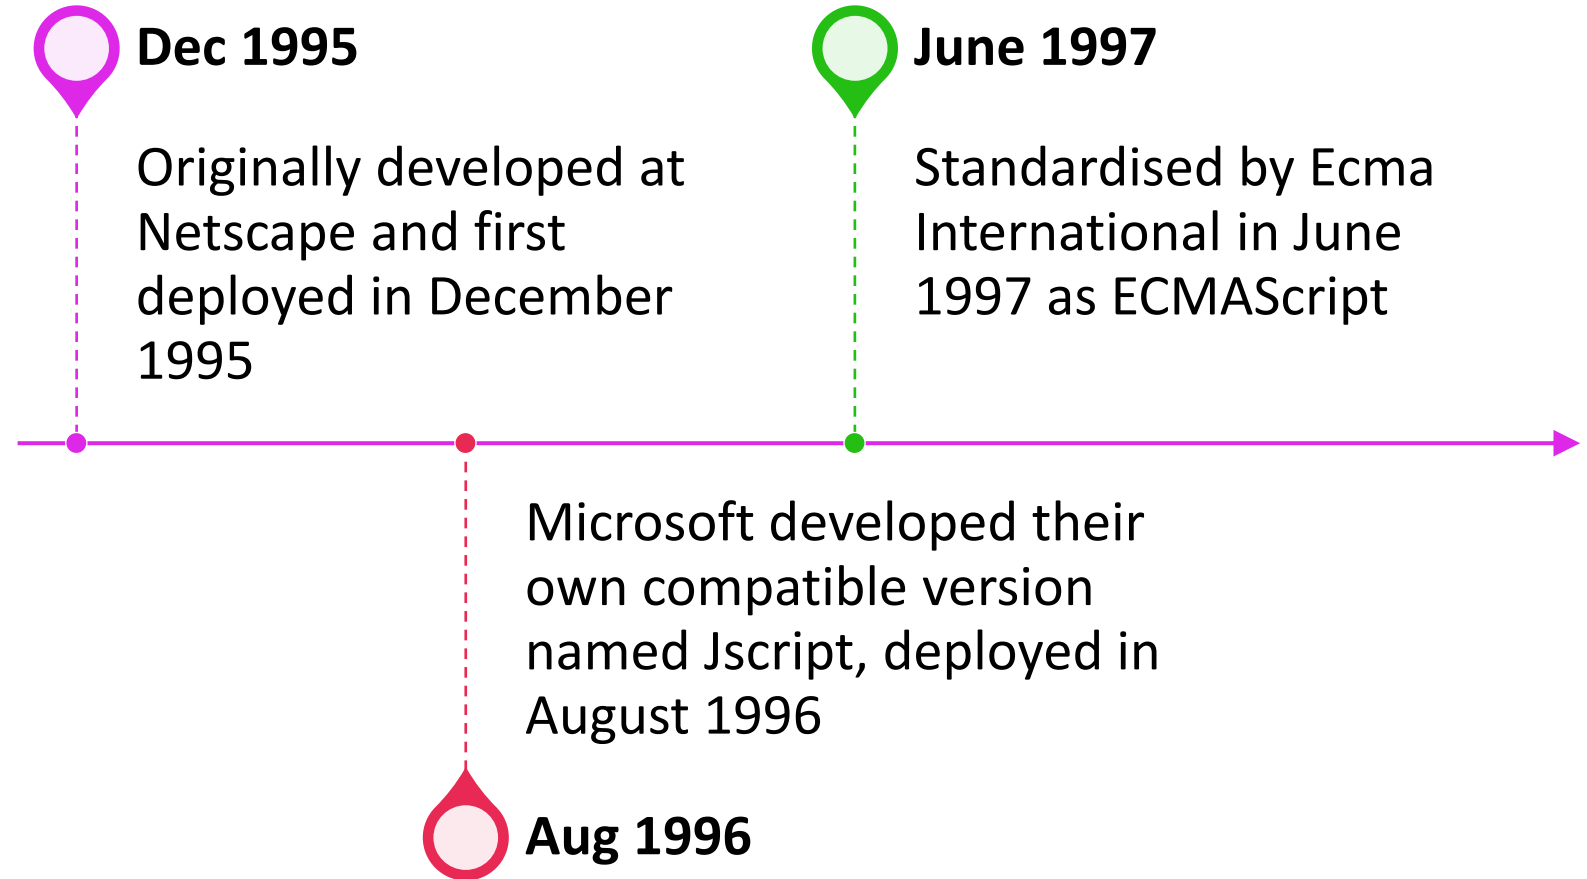 Dec 1995
Originally developed at
Netscape and first
deployed in December
1995
Microsoft developed their
own compatible version
named Jscript, deployed in
August 1996
Aug 1996
June 1997
Standardised by Ecma
International in June
1997 as ECMAScript